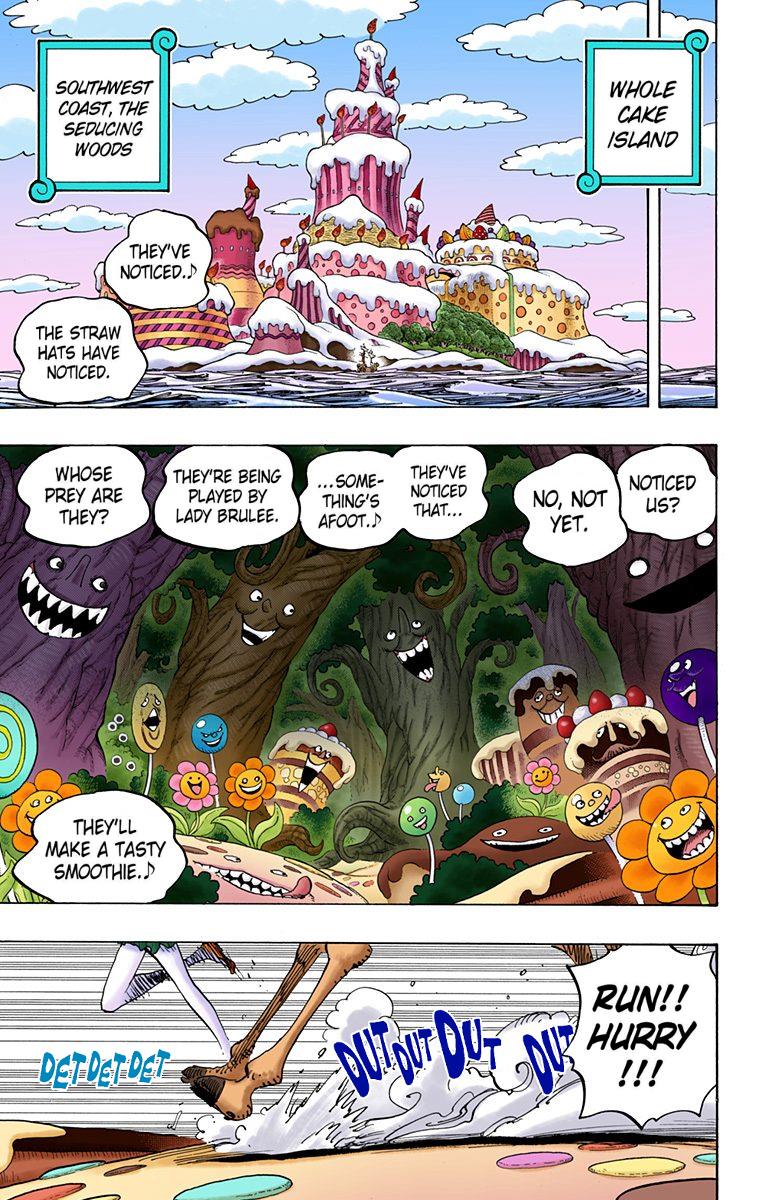 WHOLE
CAKE
ISLAND
SOUTHWEST
COAST, THE
SEDUCING
WOODS
THEY'VE
NOTICED.♪
THE STRAW
HATS HAVE
NOTICED.
NOTICED
US?
NO, NOT
YET.
THEY'VE
NOTICED
THAT...
...SOME-
THING'S
AFOOT.♪
THEY'RE BEING
PLAYED BY
LADY BRULEE.
WHOSE
PREY ARE
THEY?
THEY'LL
MAKE A TASTY
SMOOTHIE.♪
RUN!!
HURRY
!!!
DUT DUT DUT DUT
DET DET DET